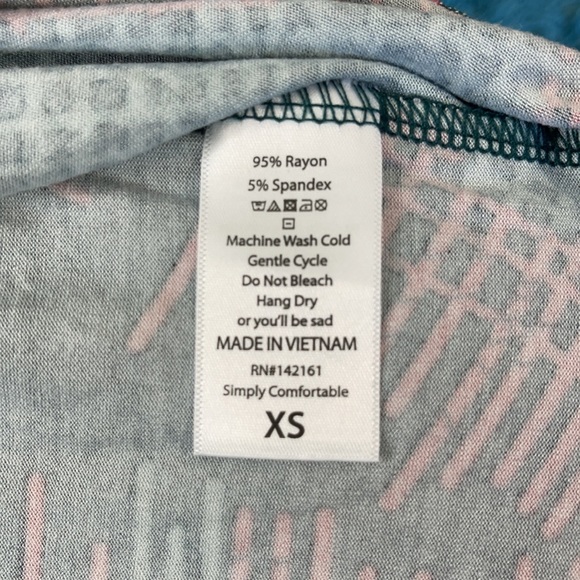 95% Rayon
5% Spandex
Machine Wash Cold
Gentle Cycle
Do Not Bleach
Hang Dry
or you'll be sad
MADE IN VIETNAM
RN#142161
Simply Comfortable
XS